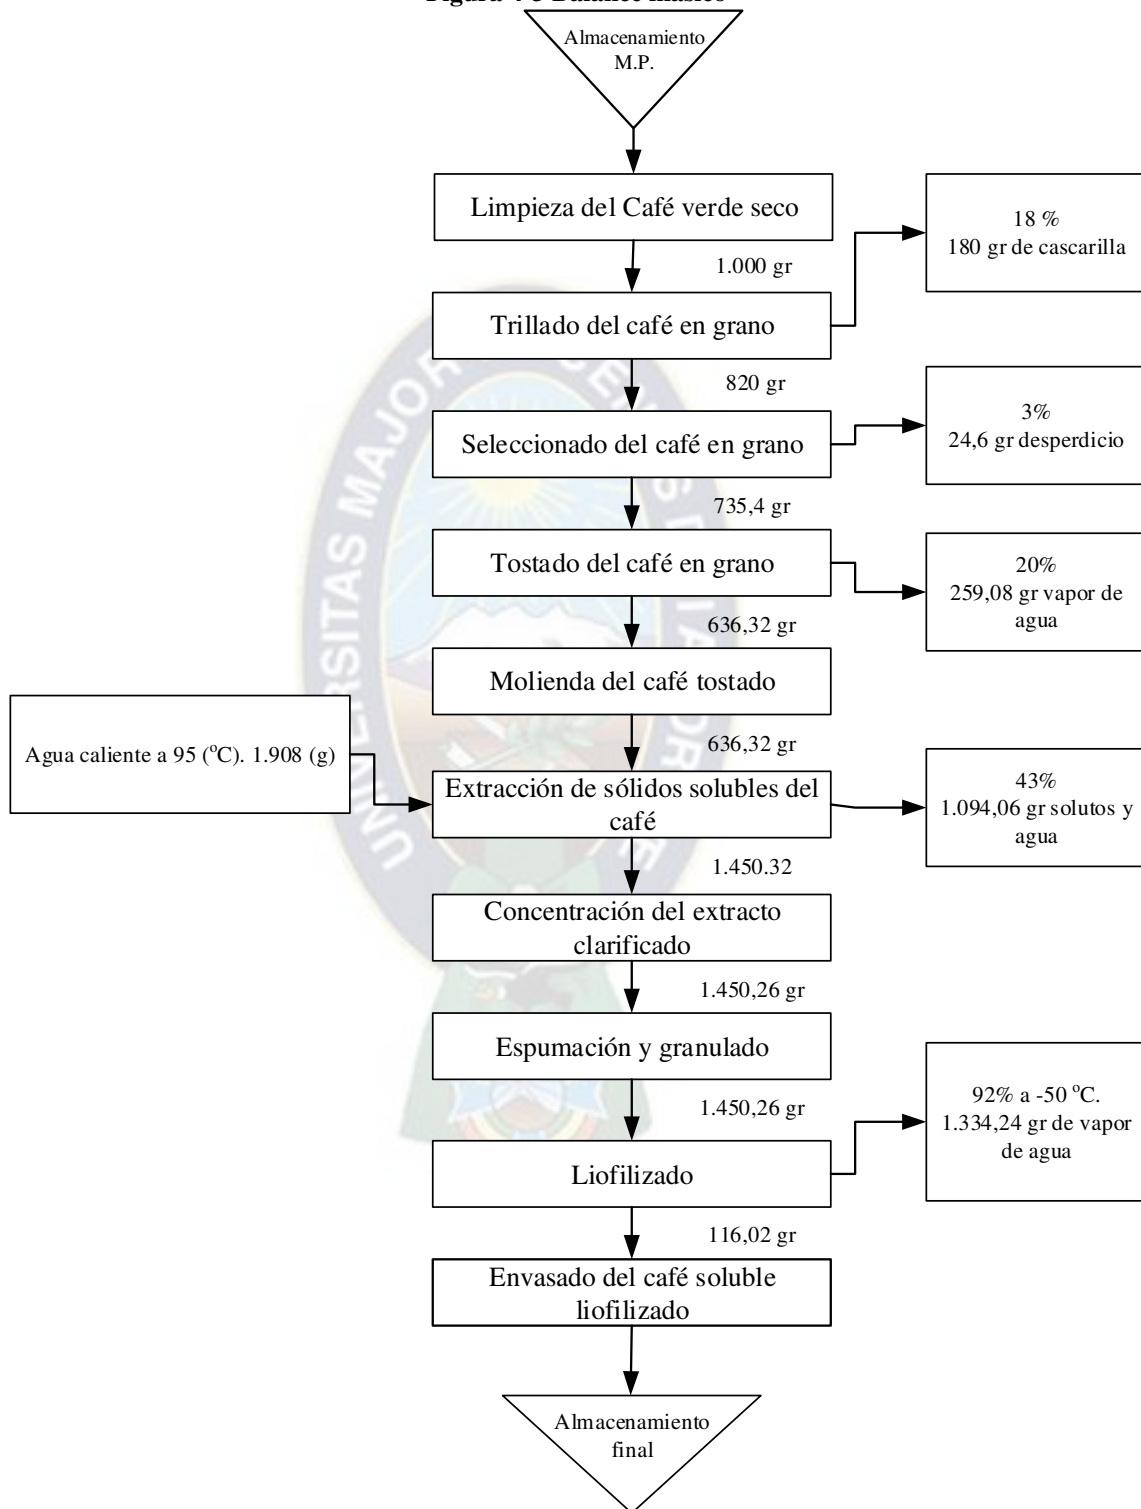 Figura 4-3 Balance másico
Almacenamiento
M.P.
Limpieza del Café verde seco
18 %
180 gr de cascarilla
1.000 gr
Trillado del café en grano
820 gr
3%
24,6 gr desperdicio
Seleccionado del café en grano
735,4 gr
Tostado del café en grano
20%
259,08 gr vapor de
agua
636,32 gr
Molienda del café tostado
636,32 gr
Agua caliente a 95 (°C). 1.908 (g)
Extracción de sólidos solubles del
café
43%
1.094,06 gr solutos y
agua
1.450.32
Concentración del extracto
clarificado
1.450,26 gr
Espumación y granulado
1.450,26 gr
92% a -50 °C.
1.334,24 gr de vapor
de agua
Liofilizado
116,02 gr
Envasado del café soluble
liofilizado
Almacenamiento
final